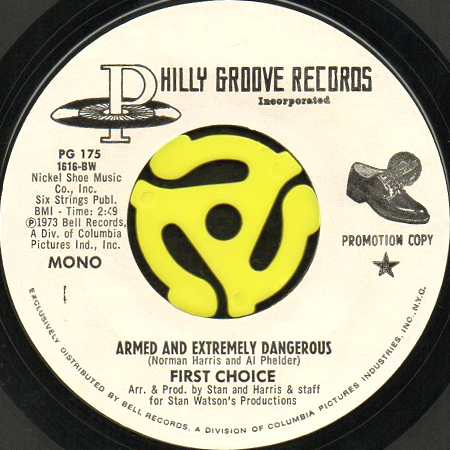 PHILLY GROOVE RECORDS
Incorporated
PG 175
1616-BW
Nickel Shoe Music
Co., Inc.
Six Strings Publ.
BMI - Time: 2:49
Ⓟ1973 Bell Records,
A Div. of Columbia
Pictures Ind., Inc.
MONO
PROMOTION COPY
ARMED AND EXTREMELY DANGEROUS
(Norman Harris and Al Phelder)
FIRST CHOICE
Arr. & Prod. by Stan and Harris & staff
for Stan Watson's Productions
EXCLUSIVELY DISTRIBUTED BY BELL RECORDS, A DIVISION OF COLUMBIA PICTURES INDUSTRIES, INC., N.Y.C.